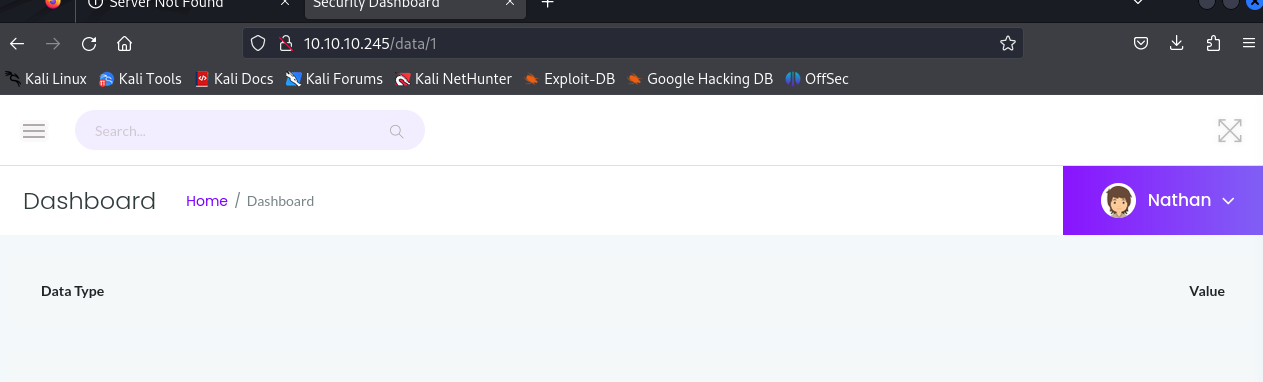 Server Not Found
Security Dashboard
10.10.10.245/data/1
Kali Linux Kali Tools Kali Docs Kali Forums Kali NetHunter Exploit-DB Google Hacking DB OffSec
Search...
Dashboard Home / Dashboard Nathan
Data Type Value